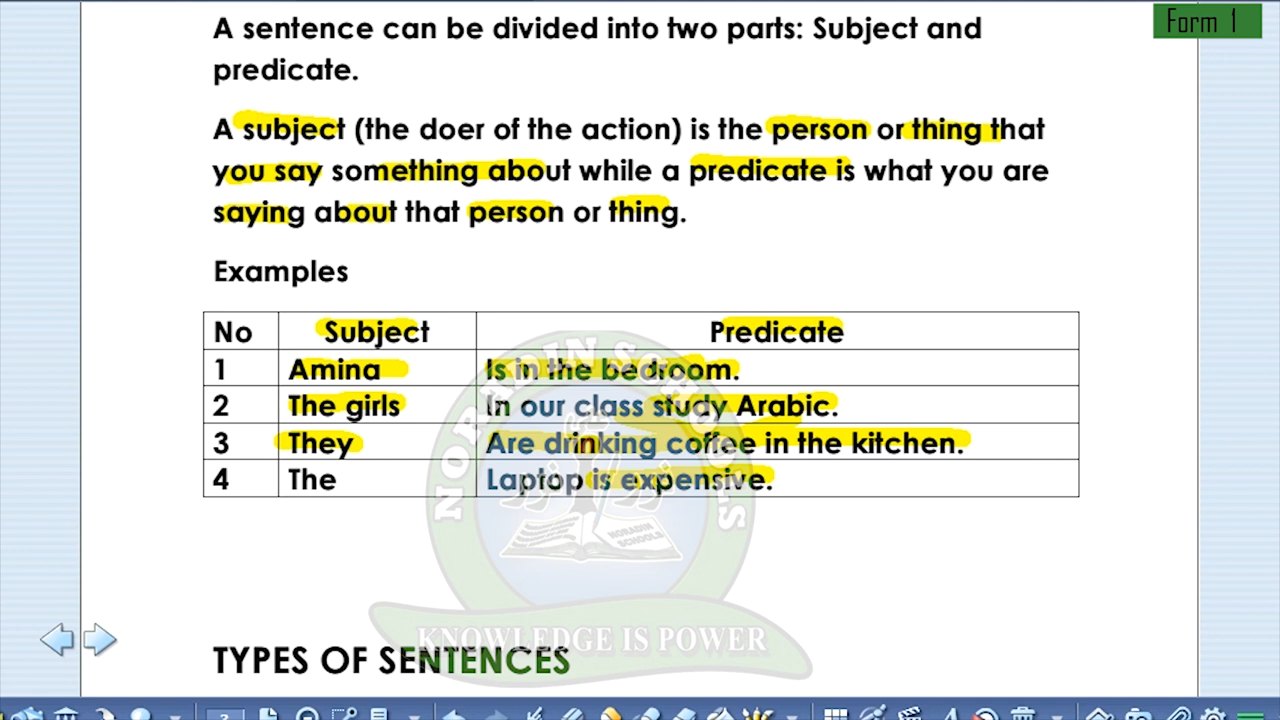 Form 1
A sentence can be divided into two parts: Subject and
predicate.
A subject (the doer of the action) is the person or thing that
you say something about while a predicate is what you are
saying about that person or thing.
Examples
No Subject Predicate
1 Amina Is in the bedroom.
2 The girls In our class study Arabic.
3 They Are drinking coffee in the kitchen.
4 The Laptop is expensive.
NORADIN SCHOOLS
NORADIN
SCHOOLS
KNOWLEDGE IS POWER
TYPES OF SENTENCES